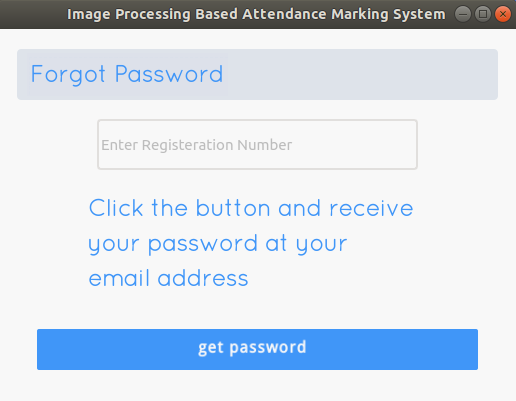 Image Processing Based Attendance Marking System
Forgot Password
Enter Registeration Number
Click the button and receive
your password at your
email address
get password